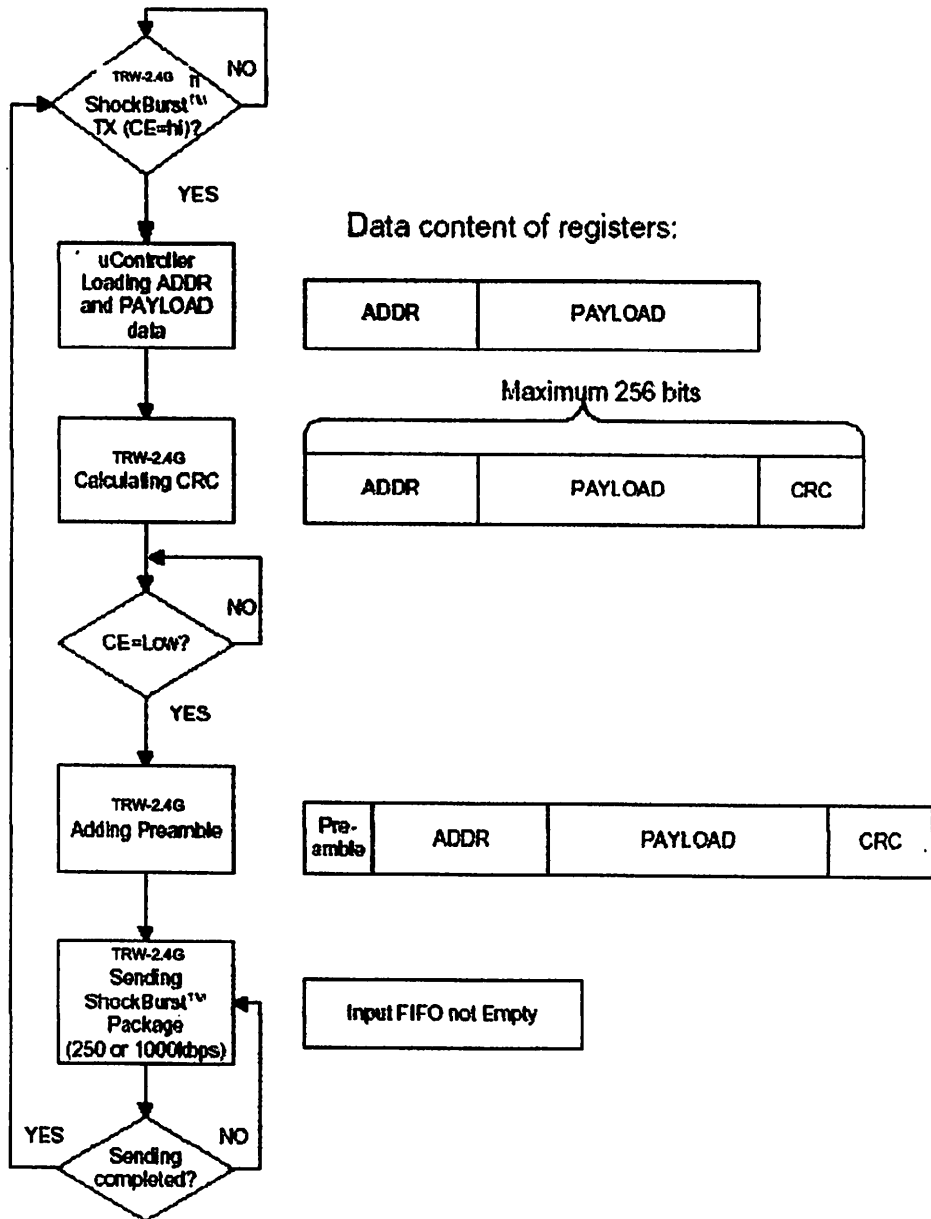 NO
TRW-2.4G in
ShockBurst™
TX (CE=hi)?
YES
Data content of registers:
uController
Loading ADDR
and PAYLOAD
data
ADDR
PAYLOAD
Maximum 256 bits
TRW-2.4G
Calculating CRC
ADDR
PAYLOAD
CRC
NO
CE=Low?
YES
TRW-2.4G
Adding Preamble
Pre-
amble
ADDR
PAYLOAD
CRC
TRW-2.4G
Sending
ShockBurst™
Package
(250 or 1000kbps)
Input FIFO not Empty
YES
NO
Sending
completed?